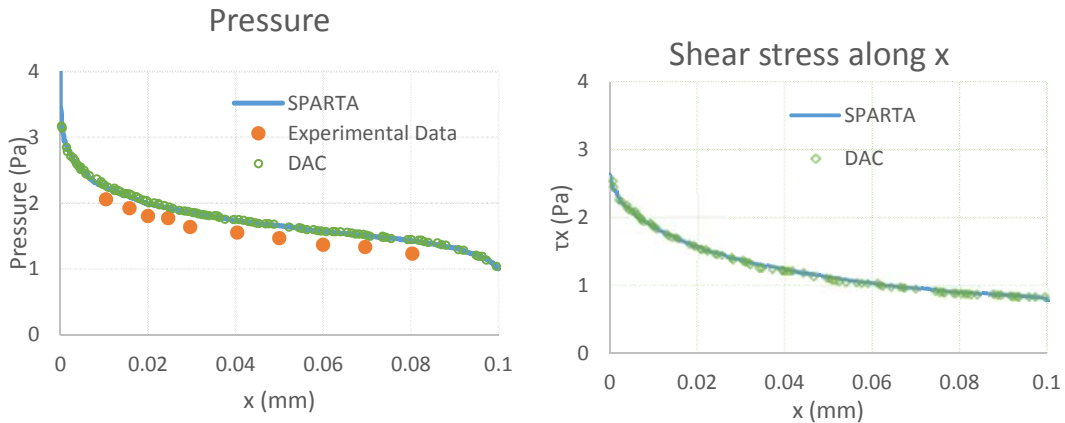 Pressure
4
3
2
1
0
Pressure (Pa)
SPARTA
Experimental Data
DAC
0 0.02 0.04 0.06 0.08 0.1
x (mm)
Shear stress along x
4
3
2
1
0
τx (Pa)
SPARTA
DAC
0 0.02 0.04 0.06 0.08 0.1
x (mm)